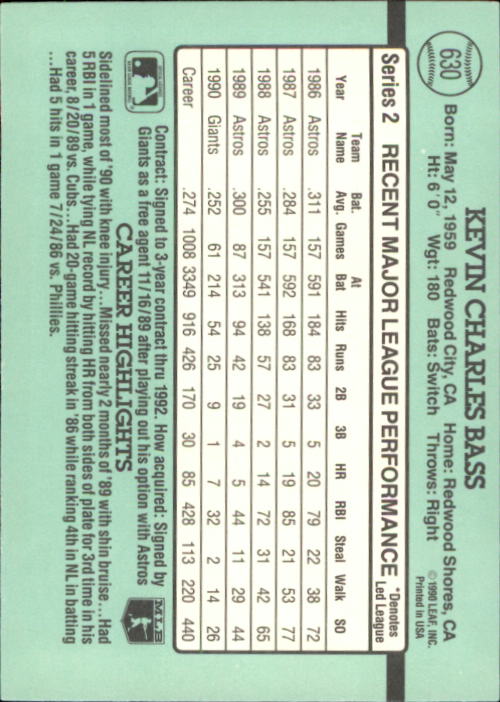 630
KEVIN CHARLES BASS
Born: May 12, 1959 Redwood City, CA Home: Redwood Shores, CA
Ht: 6'0" Wgt: 180 Bats: Switch Throws: Right
©1990 LEAF, INC.
Printed in USA
Series 2 RECENT MAJOR LEAGUE PERFORMANCE *Denotes Led League
Year Team Name Bat. Avg. Games At Bat Hits Runs 2B 3B HR RBI Steal Walk SO
1986 Astros .311 157 591 184 83 33 5 20 79 22 38 72
1987 Astros .284 157 592 168 83 31 5 19 85 21 53 77
1988 Astros .255 157 541 138 57 27 2 14 72 31 42 65
1989 Astros .300 87 313 94 42 19 4 5 44 11 29 44
1990 Giants .252 61 214 54 25 9 1 7 32 2 14 26
Career .274 1008 3349 916 426 170 30 85 428 113 220 440
Contract: Signed to 3-year contract thru 1992. How acquired: Signed by
Giants as a free agent 11/16/89 after playing out his option with Astros
MLB
CAREER HIGHLIGHTS
Sidelined most of '90 with knee injury...Missed nearly 2 months of '89 with shin bruise...Had
5 RBI in 1 game, while tying NL record by hitting HR from both sides of plate for 3rd time in his
career, 8/20/89 vs. Cubs...Had 20-game hitting streak in '86 while ranking 4th in NL in batting
...Had 5 hits in 1 game 7/24/86 vs. Phillies.